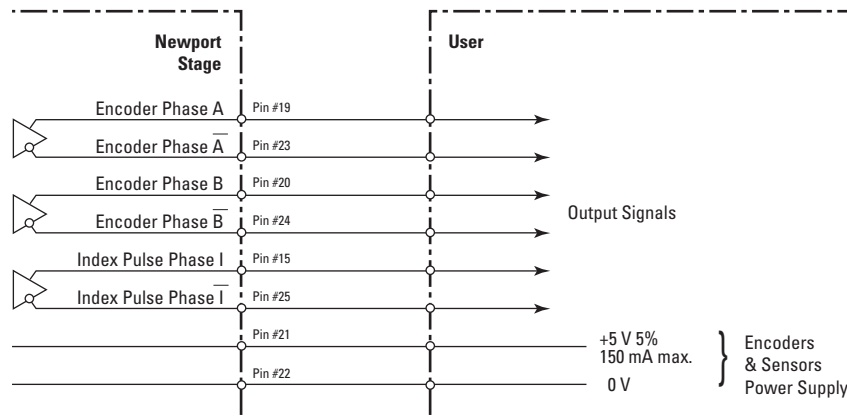 Newport
Stage
User
Encoder Phase A Pin #19
Encoder Phase A̅ Pin #23
Encoder Phase B Pin #20
Encoder Phase B̅ Pin #24
Output Signals
Index Pulse Phase I Pin #15
Index Pulse Phase I̅ Pin #25
Pin #21
+5 V 5%
150 mA max.
Pin #22
0 V
} Encoders
& Sensors
Power Supply